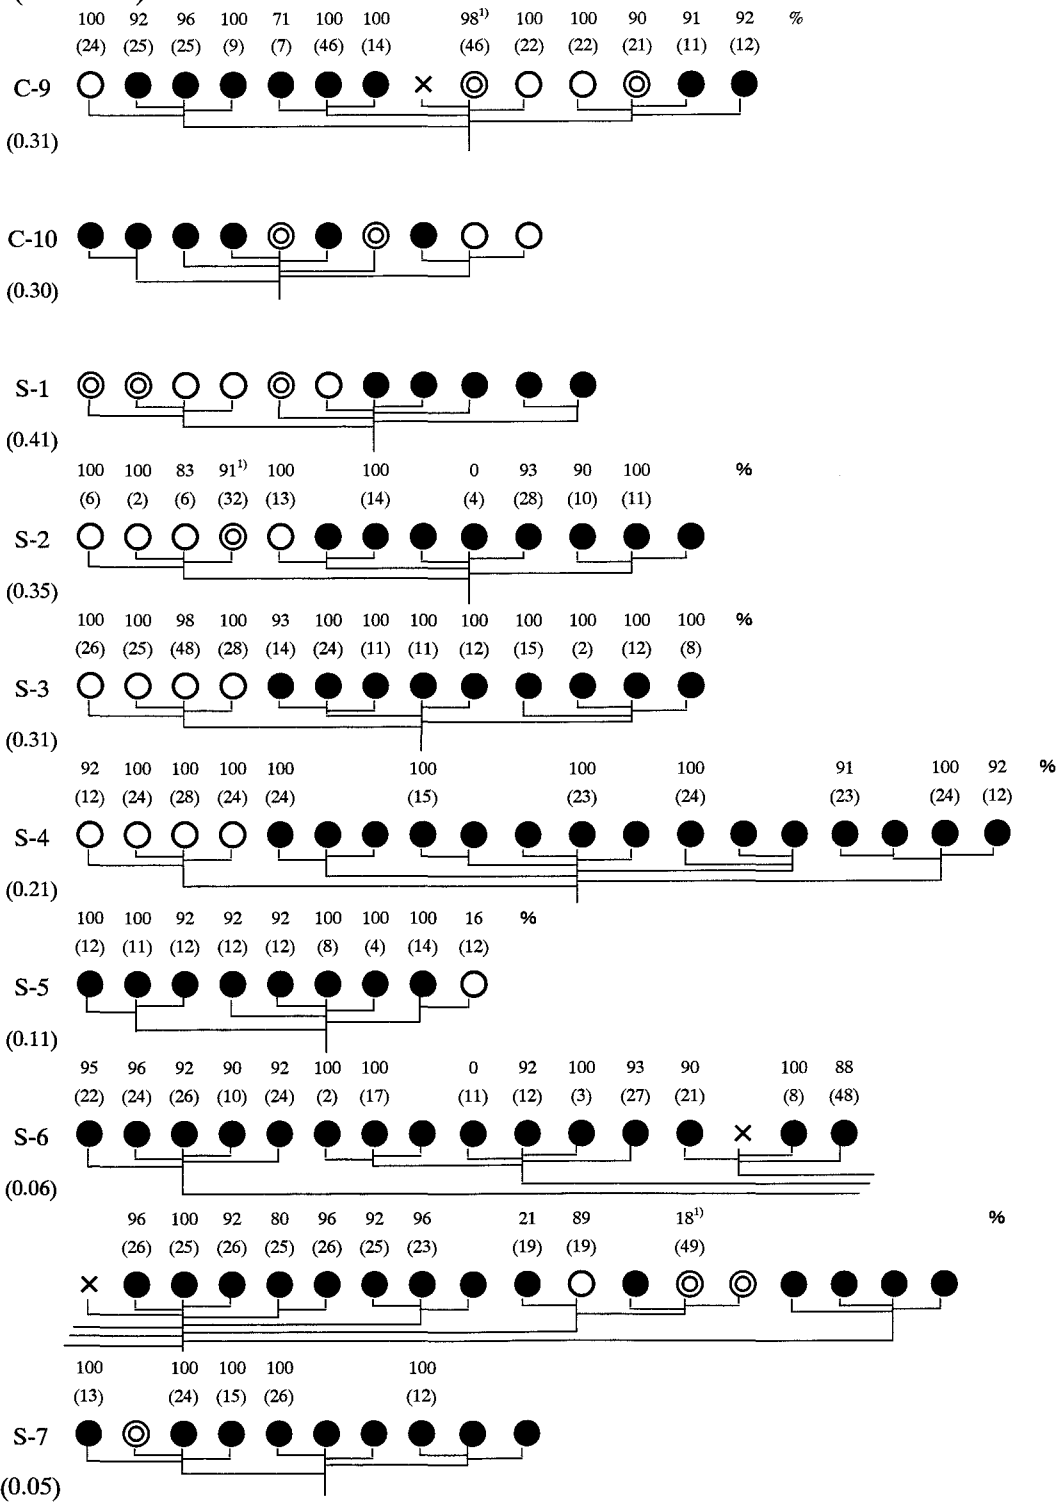 100 92 96 100 71 100 100 98¹⁾ 100 100 90 91 92 %
(24) (25) (25) (9) (7) (46) (14) (46) (22) (22) (21) (11) (12)
C-9
(0.31)
C-10
(0.30)
S-1
(0.41)
100 100 83 91¹⁾ 100 100 0 93 90 100 %
(6) (2) (6) (32) (13) (14) (4) (28) (10) (11)
S-2
(0.35)
100 100 98 100 93 100 100 100 100 100 100 100 100 %
(26) (25) (48) (28) (14) (24) (11) (11) (12) (15) (2) (12) (8)
S-3
(0.31)
92 100 100 100 100 100 100 100 91 100 92 %
(12) (24) (28) (24) (24) (15) (23) (24) (23) (24) (12)
S-4
(0.21)
100 100 92 92 92 100 100 100 16 %
(12) (11) (12) (12) (12) (8) (4) (14) (12)
S-5
(0.11)
95 96 92 90 92 100 100 0 92 100 93 90 100 88
(22) (24) (26) (10) (24) (2) (17) (11) (12) (3) (27) (21) (8) (48)
S-6
(0.06)
96 100 92 80 96 92 96 21 89 18¹⁾ %
(26) (25) (26) (25) (26) (25) (23) (19) (19) (49)
100 100 100 100 100
(13) (24) (15) (26) (12)
S-7
(0.05)